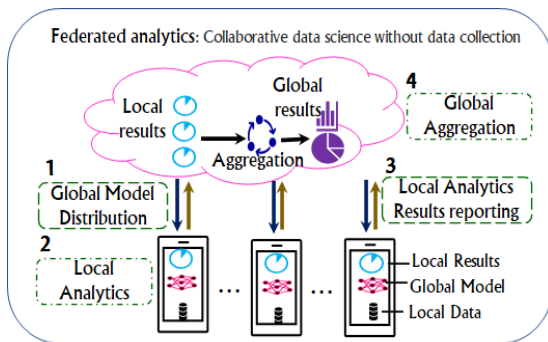 Federated analytics: Collaborative data science without data collection
Local
results
Global
results
Aggregation
4
Global
Aggregation
1
Global Model
Distribution
3
Local Analytics
Results reporting
2
Local
Analytics
...
...
Local Results
Global Model
Local Data